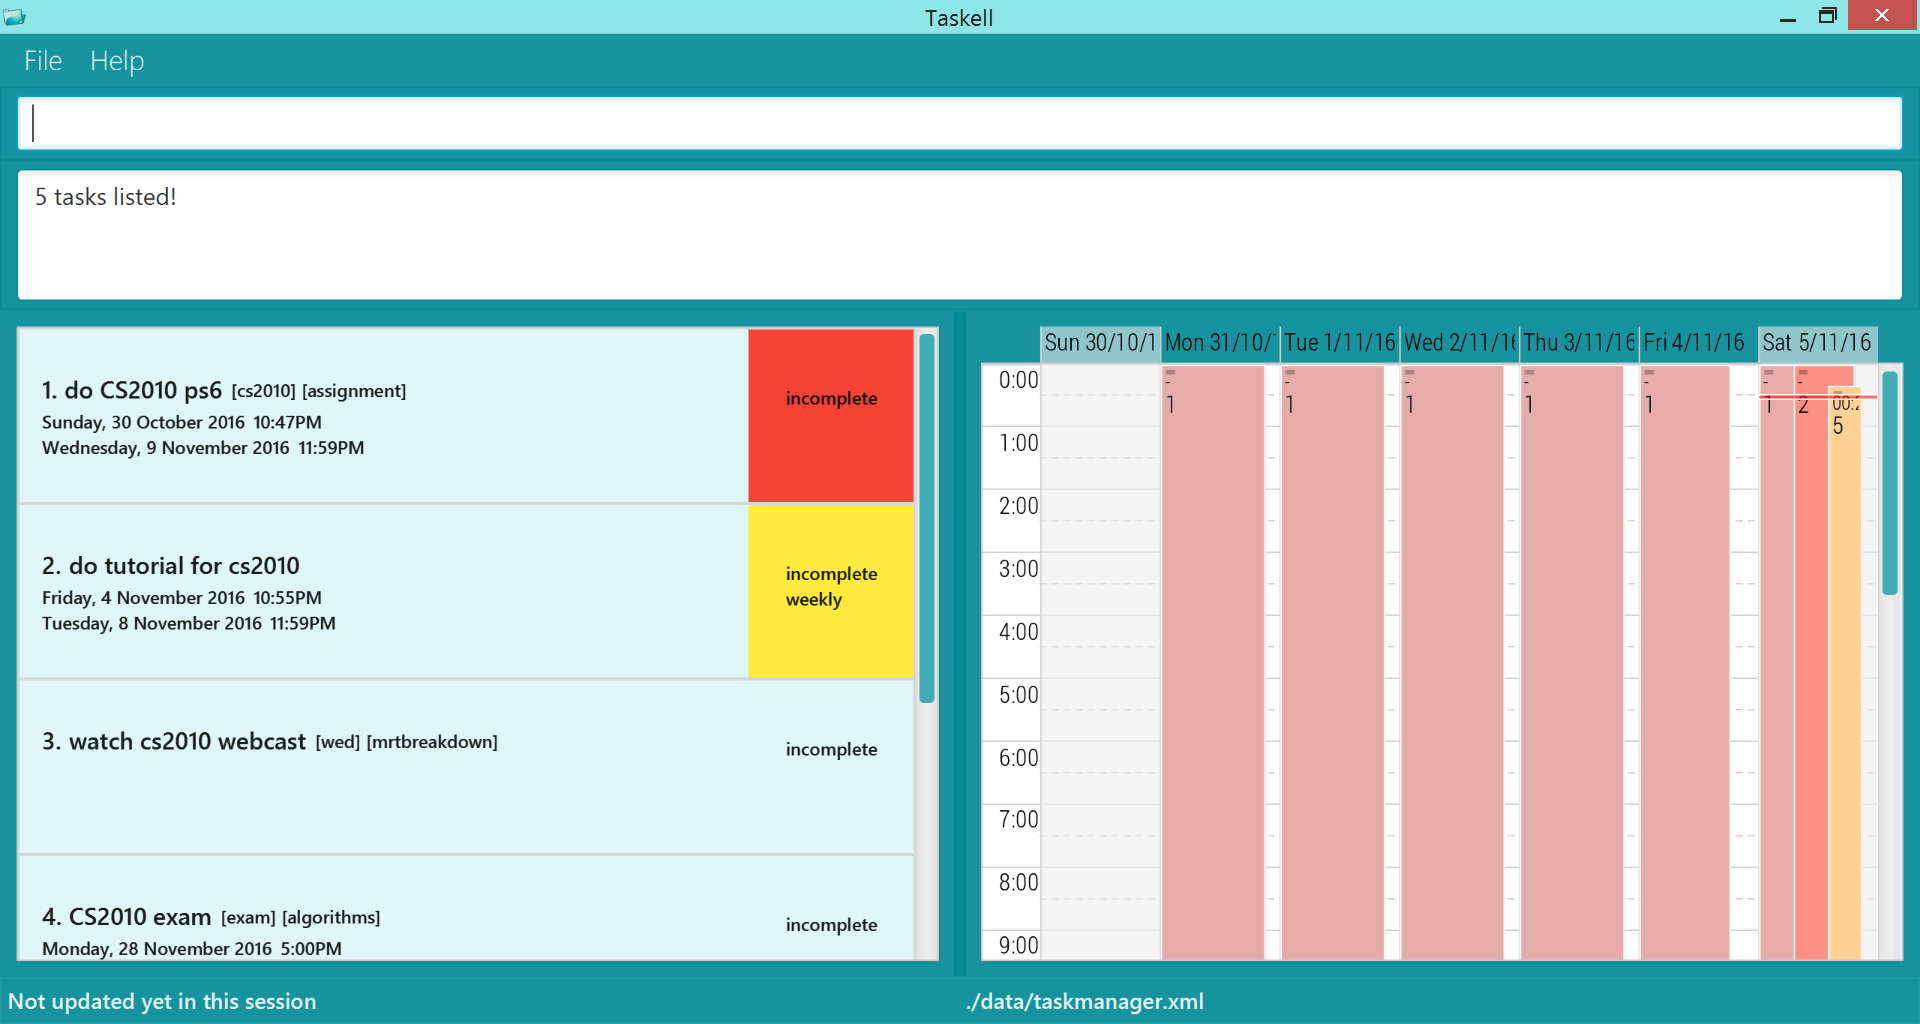 Taskell
File Help
5 tasks listed!
1. do CS2010 ps6 [cs2010] [assignment]
Sunday, 30 October 2016 10:47PM
Wednesday, 9 November 2016 11:59PM
incomplete
2. do tutorial for cs2010
Friday, 4 November 2016 10:55PM
Tuesday, 8 November 2016 11:59PM
incomplete
weekly
3. watch cs2010 webcast [wed] [mrtbreakdown]
incomplete
4. CS2010 exam [exam] [algorithms]
Monday, 28 November 2016 5:00PM
incomplete
Sun 30/10/1 Mon 31/10/ Tue 1/11/16 Wed 2/11/16 Thu 3/11/16 Fri 4/11/16 Sat 5/11/16
0:00
- - - - - - -
1 1 1 1 1 1 2 00:
5
1:00
2:00
3:00
4:00
5:00
6:00
7:00
8:00
9:00
Not updated yet in this session
./data/taskmanager.xml